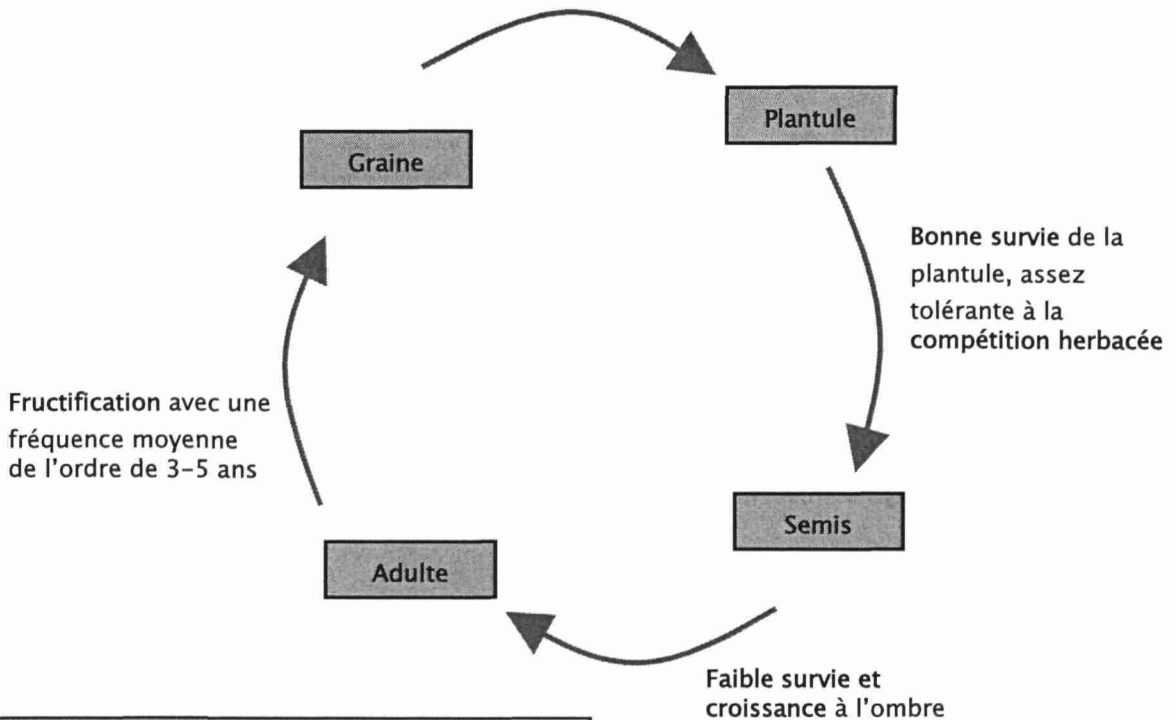 Plantule
Graine
Bonne survie de la
plantule, assez
tolérante à la
compétition herbacée
Fructification avec une
fréquence moyenne
de l'ordre de 3-5 ans
Semis
Adulte
Faible survie et
croissance à l'ombre